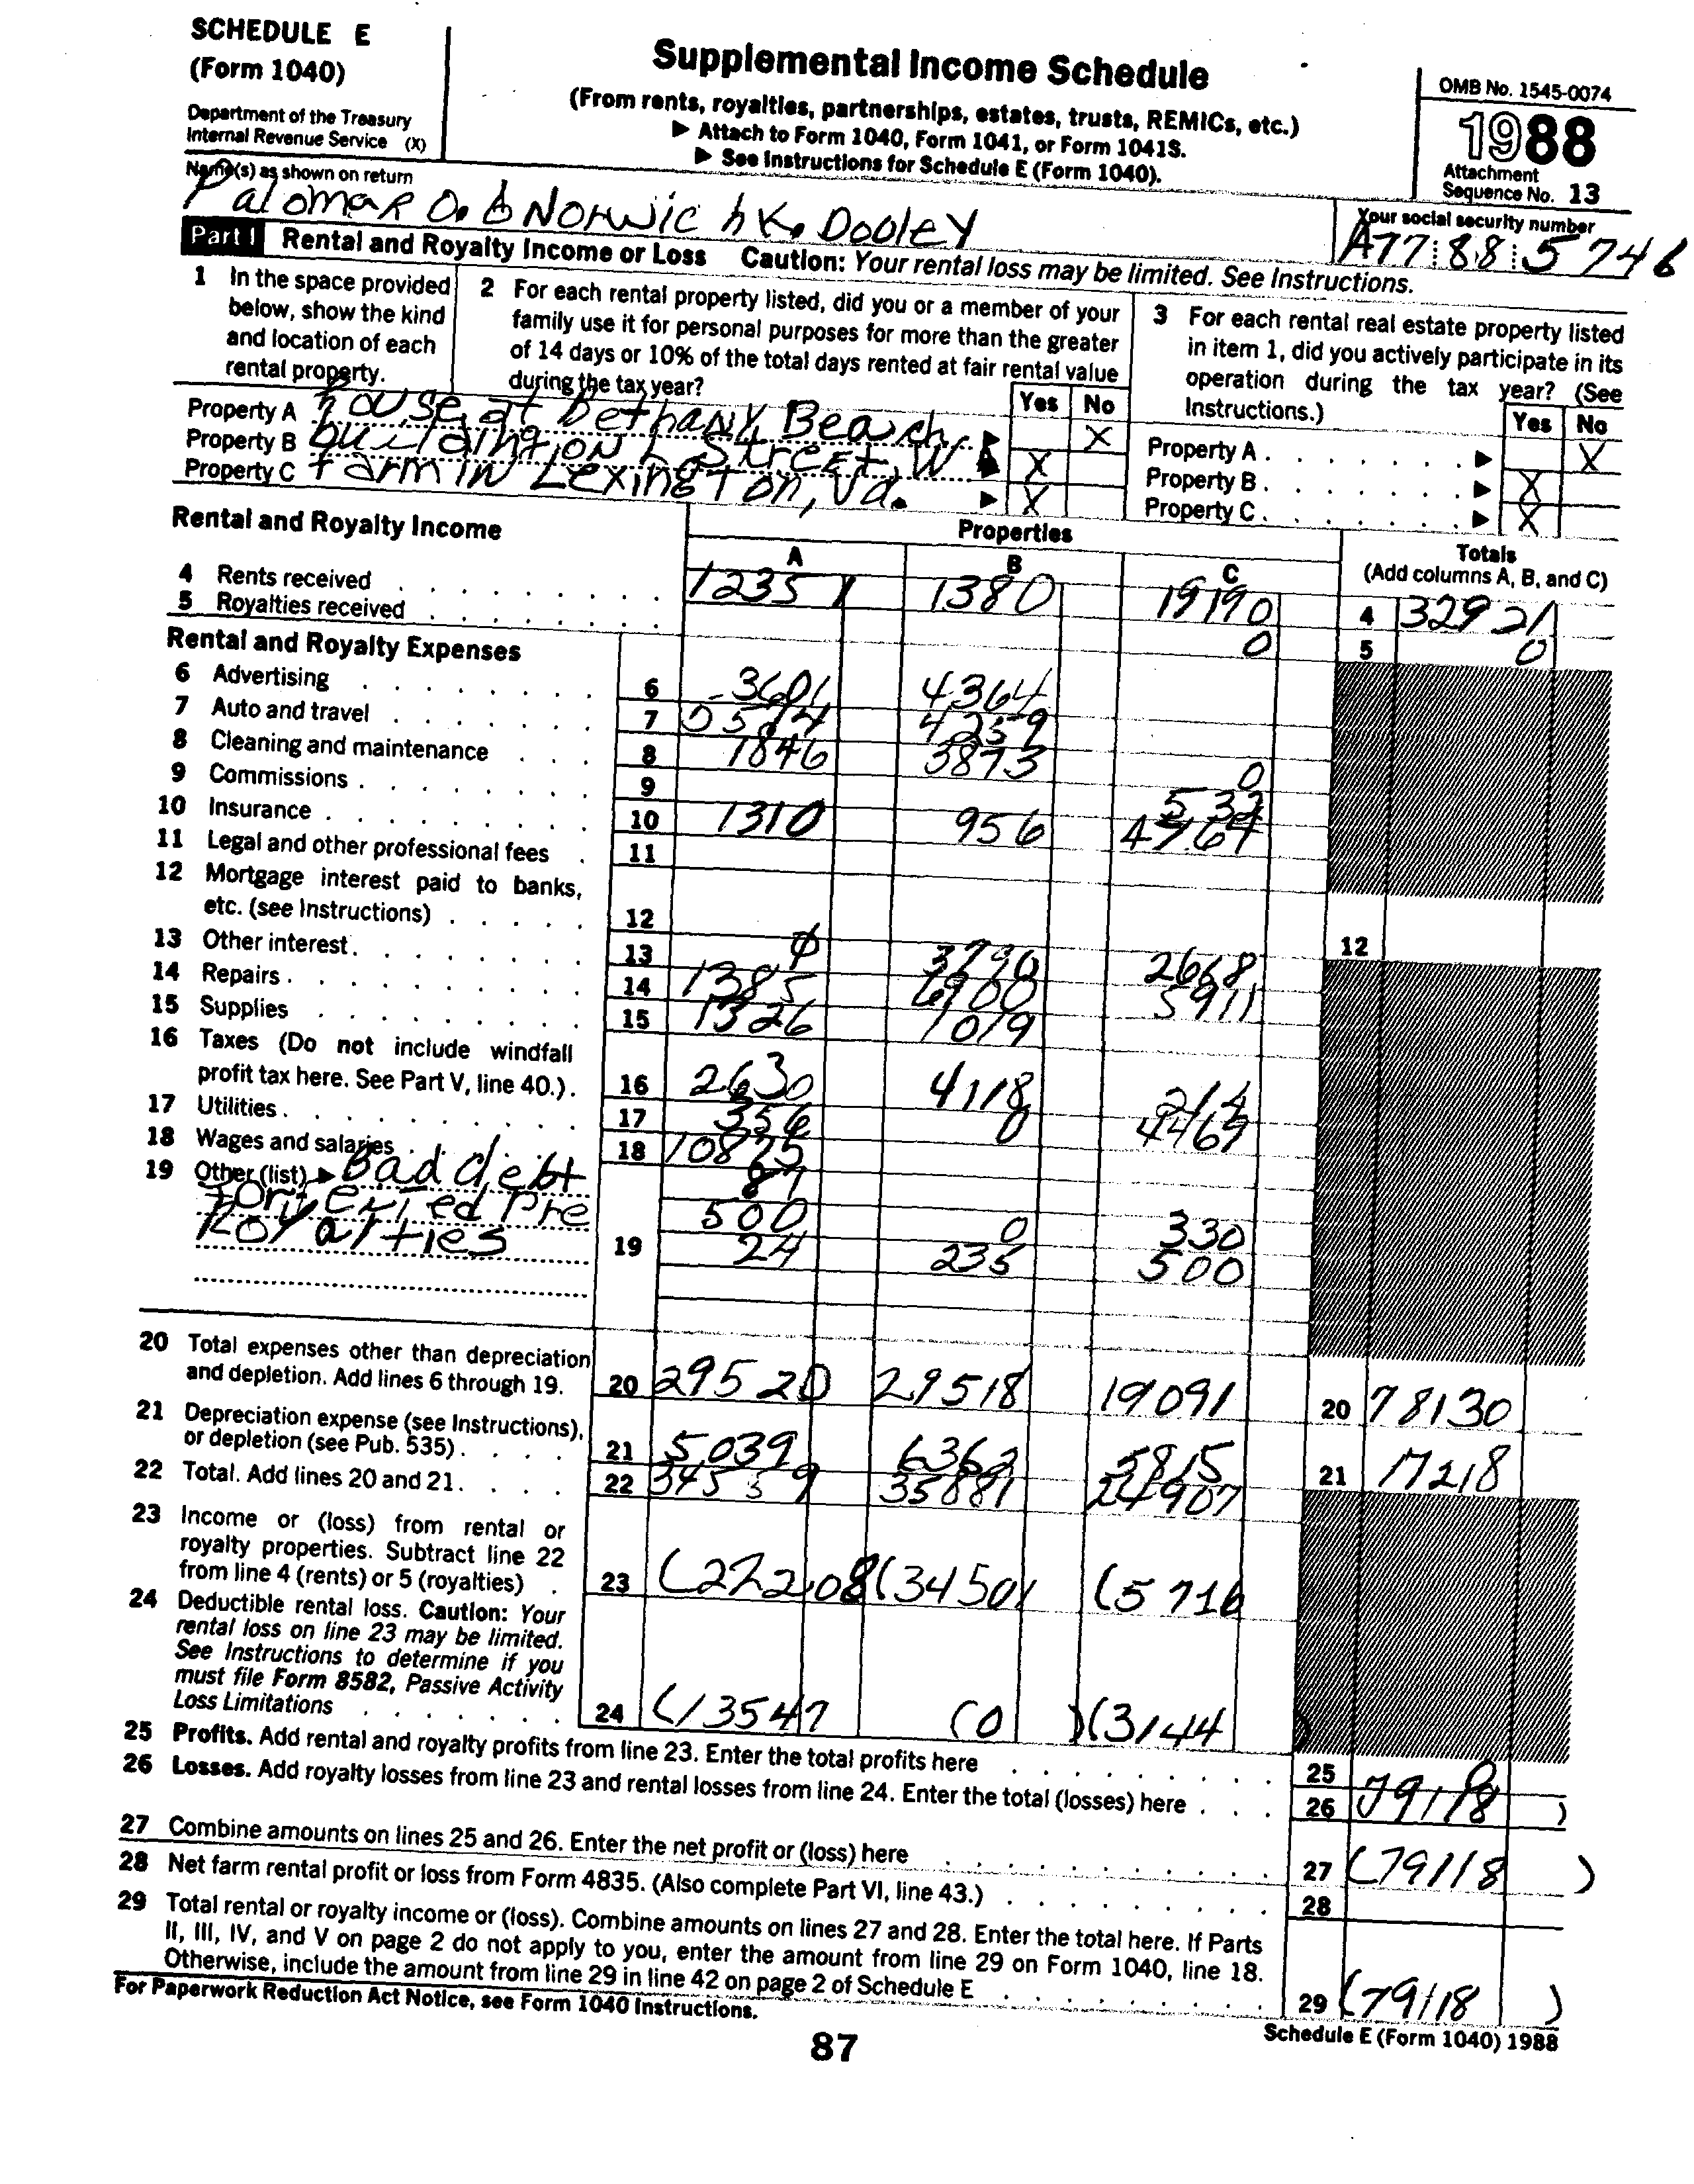 SCHEDULE E
(Form 1040)
Department of the Treasury
Internal Revenue Service (X)
Supplemental Income Schedule
(From rents, royalties, partnerships, estates, trusts, REMICs, etc.)
▶ Attach to Form 1040, Form 1041, or Form 1041S.
▶ See Instructions for Schedule E (Form 1040).
OMB No. 1545-0074
1988
Attachment
Sequence No. 13
Name(s) as shown on return
Palomar O. & Norwich K. Dooley
Your social security number
A77 88 5746
Part I Rental and Royalty Income or Loss Caution: Your rental loss may be limited. See Instructions.
1 In the space provided
below, show the kind
and location of each
rental property.
2 For each rental property listed, did you or a member of your
family use it for personal purposes for more than the greater
of 14 days or 10% of the total days rented at fair rental value
during the tax year?
3 For each rental real estate property listed
in item 1, did you actively participate in its
operation during the tax year? (See
Instructions.)
Yes No
Yes No
Property A house at Bethany Beach, ▶ X
Property B building on L Street, W ▶ X
Property C farm in Lexington, Va. ▶ X
Property A . ▶ X
Property B . ▶ X
Property C . ▶ X
Rental and Royalty Income
Properties
A B C
Totals
(Add columns A, B, and C)
4 Rents received 12351 1380 19190 4 32921
5 Royalties received 0 5 0
Rental and Royalty Expenses
6 Advertising 6 3601 4364
7 Auto and travel 7 4259
8 Cleaning and maintenance 8 1846 3873 0
9 Commissions 9 532
10 Insurance 10 1310 956
11 Legal and other professional fees 11
12 Mortgage interest paid to banks,
etc. (see Instructions) 12 12
13 Other interest 13 0 2668
14 Repairs 14 1385 6900 5911
15 Supplies 15 1326 1019
16 Taxes (Do not include windfall
profit tax here. See Part V, line 40.) 16 2630 4118 214
17 Utilities 17 356 0
18 Wages and salaries 18 10875
19 Other (list) ▶ Bad debt 87
Pre 500 0 330
Royalties 19 24 235 500
20 Total expenses other than depreciation
and depletion. Add lines 6 through 19. 20 29520 29518 19091 20 78130
21 Depreciation expense (see Instructions),
or depletion (see Pub. 535) 21 5039 6362 5815 21 17218
22 Total. Add lines 20 and 21. 22 34559 35881 24907
23 Income or (loss) from rental or
royalty properties. Subtract line 22
from line 4 (rents) or 5 (royalties) 23 (22208 (34501 (5716
24 Deductible rental loss. Caution: Your
rental loss on line 23 may be limited.
See Instructions to determine if you
must file Form 8582, Passive Activity
Loss Limitations 24 (13547 (0 ) (3144 )
25 Profits. Add rental and royalty profits from line 23. Enter the total profits here 25 0
26 Losses. Add royalty losses from line 23 and rental losses from line 24. Enter the total (losses) here 26 79118 )
27 Combine amounts on lines 25 and 26. Enter the net profit or (loss) here 27 (79118 )
28 Net farm rental profit or loss from Form 4835. (Also complete Part VI, line 43.) 28
29 Total rental or royalty income or (loss). Combine amounts on lines 27 and 28. Enter the total here. If Parts
II, III, IV, and V on page 2 do not apply to you, enter the amount from line 29 on Form 1040, line 18.
Otherwise, include the amount from line 29 in line 42 on page 2 of Schedule E 29 (79118 )
For Paperwork Reduction Act Notice, see Form 1040 Instructions.
Schedule E (Form 1040) 1988
87